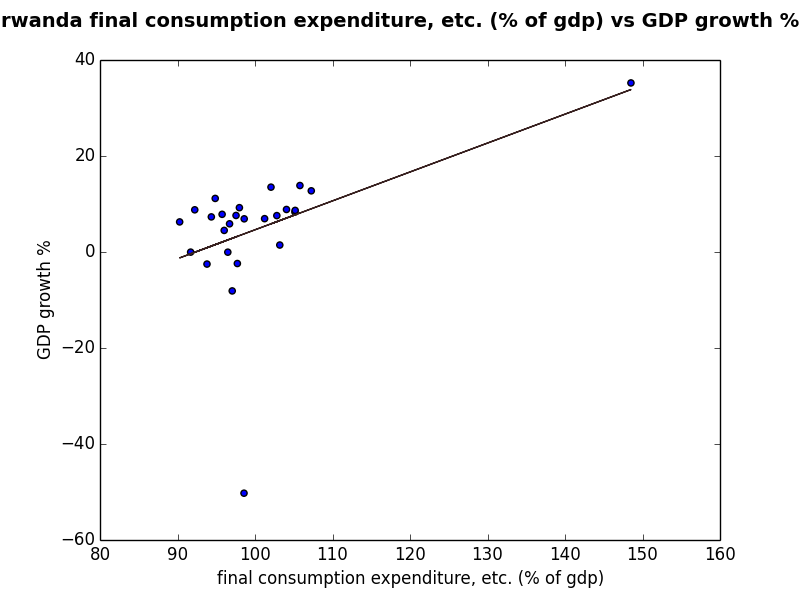 rwanda final consumption expenditure, etc. (% of gdp) vs GDP growth %
40
20
0
−20
−40
−60
GDP growth %
80 90 100 110 120 130 140 150 160
final consumption expenditure, etc. (% of gdp)